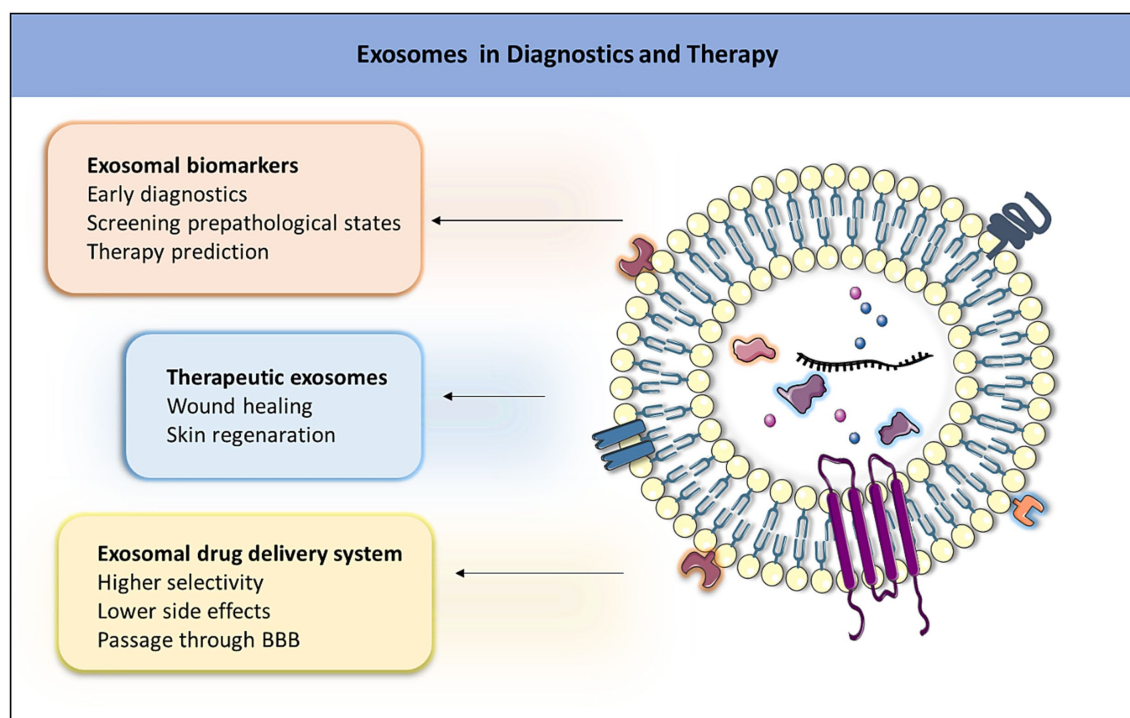 Exosomes in Diagnostics and Therapy
Exosomal biomarkers
Early diagnostics
Screening prepathological states
Therapy prediction
Therapeutic exosomes
Wound healing
Skin regenaration
Exosomal drug delivery system
Higher selectivity
Lower side effects
Passage through BBB